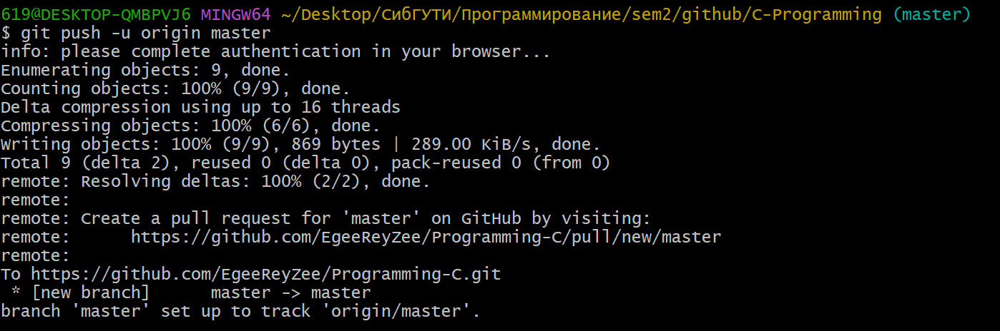 619@DESKTOP-QMBPVJ6 MINGW64 ~/Desktop/СибГУТИ/Программирование/sem2/github/C-Programming (master)
$ git push -u origin master
info: please complete authentication in your browser...
Enumerating objects: 9, done.
Counting objects: 100% (9/9), done.
Delta compression using up to 16 threads
Compressing objects: 100% (6/6), done.
Writing objects: 100% (9/9), 869 bytes | 289.00 KiB/s, done.
Total 9 (delta 2), reused 0 (delta 0), pack-reused 0 (from 0)
remote: Resolving deltas: 100% (2/2), done.
remote:
remote: Create a pull request for 'master' on GitHub by visiting:
remote:      https://github.com/EgeeReyZee/Programming-C/pull/new/master
remote:
To https://github.com/EgeeReyZee/Programming-C.git
 * [new branch]      master -> master
branch 'master' set up to track 'origin/master'.